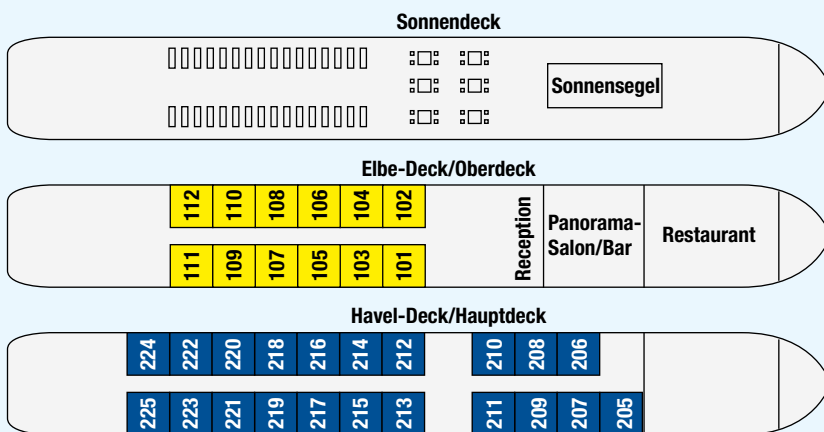 Sonnendeck
Sonnensegel
Elbe-Deck/Oberdeck
112 110 108 106 104 102
111 109 107 105 103 101
Reception
Panorama-
Salon/Bar
Restaurant
Havel-Deck/Hauptdeck
224 222 220 218 216 214 212 210 208 206
225 223 221 219 217 215 213 211 209 207 205